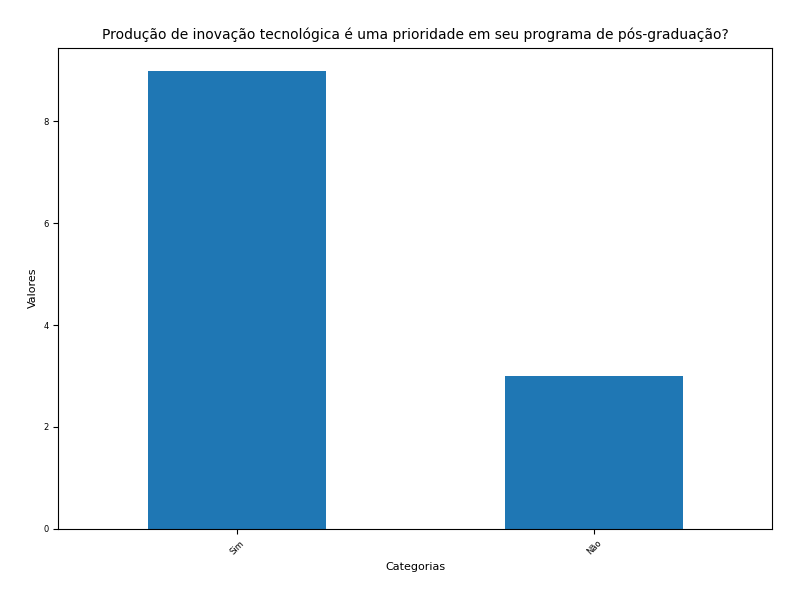 Produção de inovação tecnológica é uma prioridade em seu programa de pós-graduação?
8
6
4
2
0
Valores
Sim
Não
Categorias